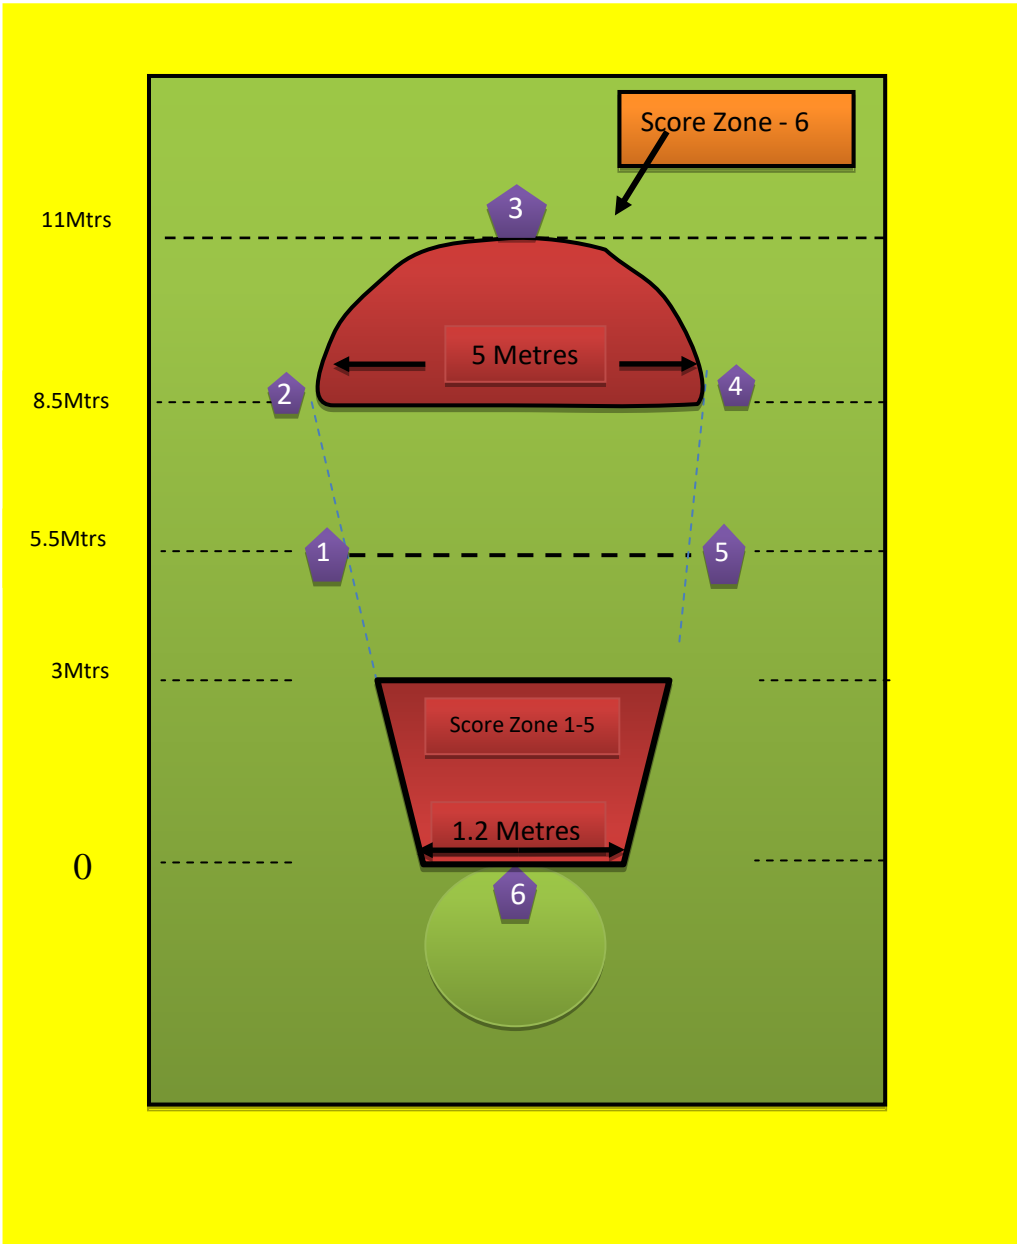 Score Zone - 6
3
11Mtrs
5 Metres
2
4
8.5Mtrs
5.5Mtrs
1
5
3Mtrs
Score Zone 1-5
1.2 Metres
0
6